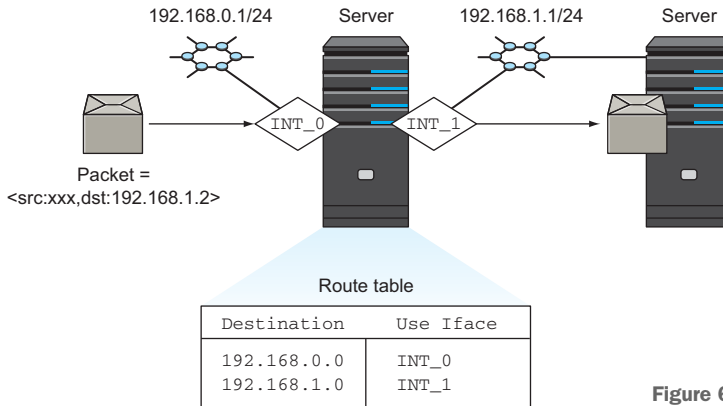 192.168.0.1/24
Server
192.168.1.1/24
Server
INT_0
INT_1
Packet =
<src:xxx,dst:192.168.1.2>
Route table
Destination Use Iface
192.168.0.0 INT_0
192.168.1.0 INT_1
Figure 6